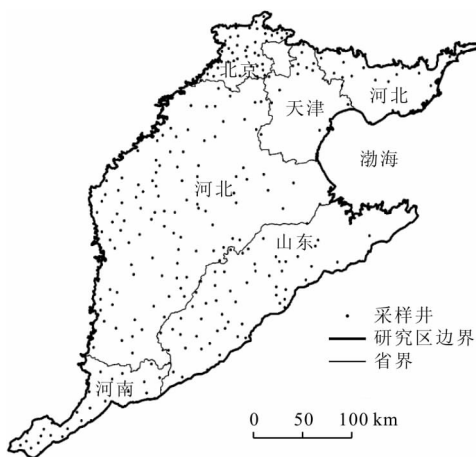 北京
天津
河北
渤海
河北
山东
河南
采样井
研究区边界
省界
0 50 100 km